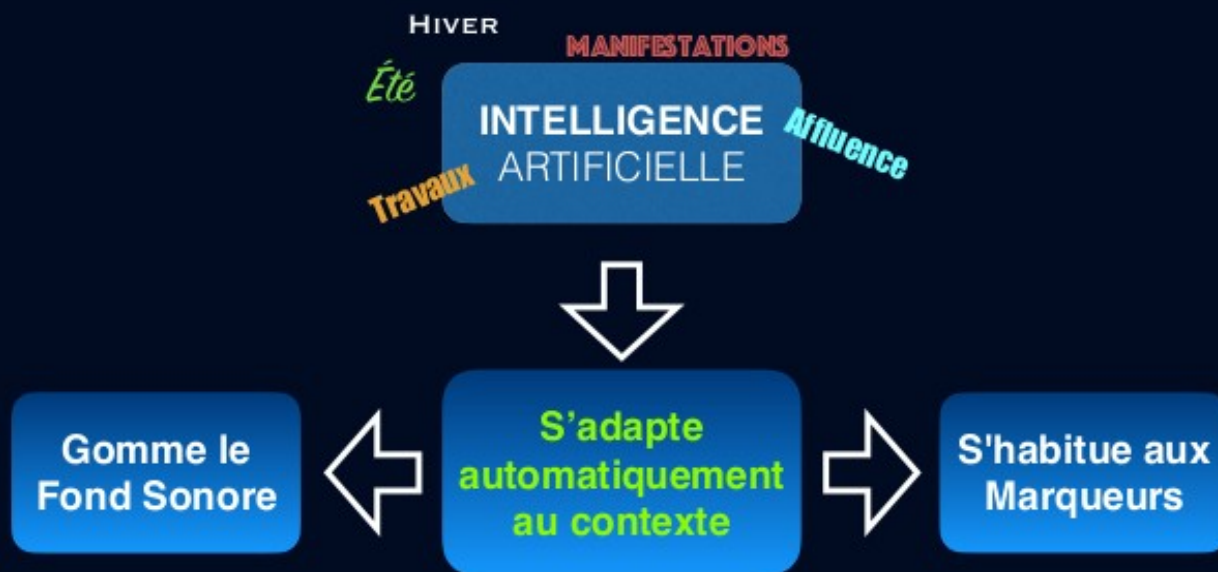 HIVER
MANIFESTATIONS
Été
INTELLIGENCE
ARTIFICIELLE
Affluence
Travaux
Gomme le
Fond Sonore
S’adapte
automatiquement
au contexte
S'habitue aux
Marqueurs